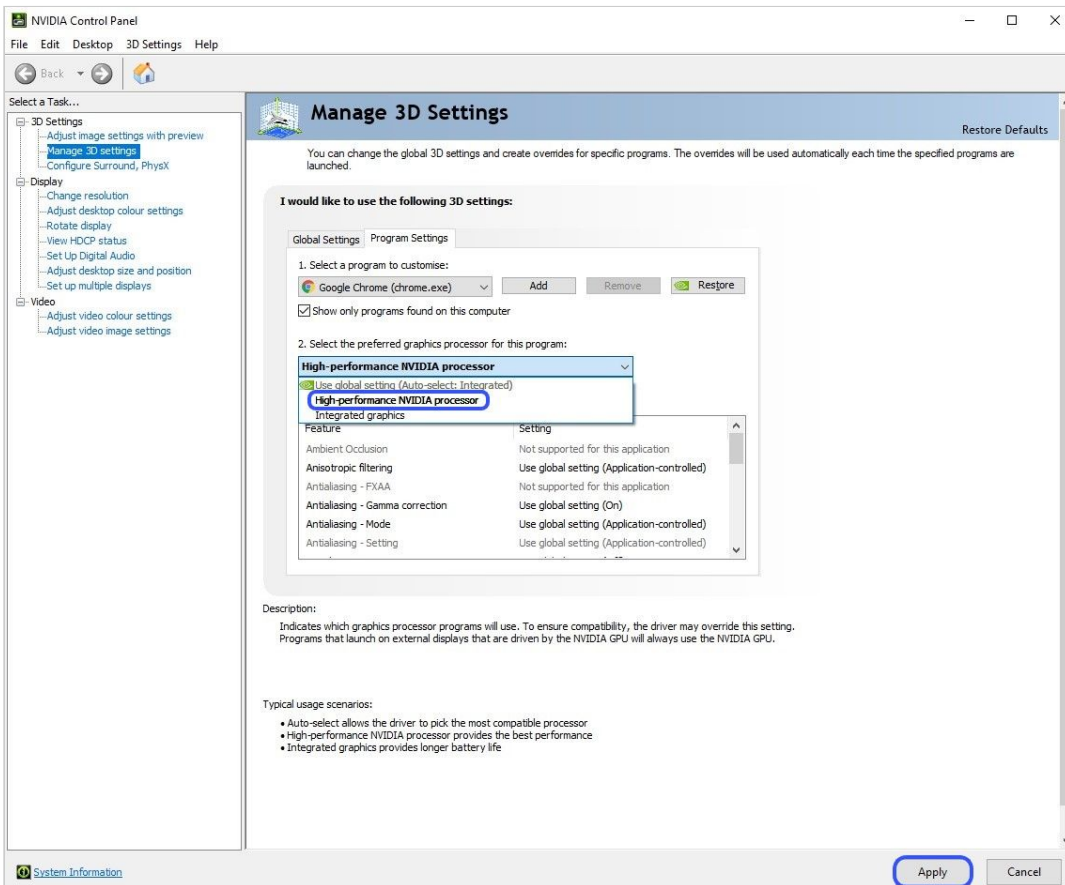 NVIDIA Control Panel
File Edit Desktop 3D Settings Help
Back
Select a Task...
3D Settings
Adjust image settings with preview
Manage 3D settings
Configure Surround, PhysX
Display
Change resolution
Adjust desktop colour settings
Rotate display
View HDCP status
Set Up Digital Audio
Adjust desktop size and position
Set up multiple displays
Video
Adjust video colour settings
Adjust video image settings
Manage 3D Settings
Restore Defaults
You can change the global 3D settings and create overrides for specific programs. The overrides will be used automatically each time the specified programs are
launched.
I would like to use the following 3D settings:
Global Settings Program Settings
1. Select a program to customise:
Google Chrome (chrome.exe) Add Remove Restore
Show only programs found on this computer
2. Select the preferred graphics processor for this program:
High-performance NVIDIA processor
Use global setting (Auto-select: Integrated)
High-performance NVIDIA processor
Integrated graphics
Feature Setting
Ambient Occlusion Not supported for this application
Anisotropic filtering Use global setting (Application-controlled)
Antialiasing - FXAA Not supported for this application
Antialiasing - Gamma correction Use global setting (On)
Antialiasing - Mode Use global setting (Application-controlled)
Antialiasing - Setting Use global setting (Application-controlled)
Description:
Indicates which graphics processor programs will use. To ensure compatibility, the driver may override this setting.
Programs that launch on external displays that are driven by the NVIDIA GPU will always use the NVIDIA GPU.
Typical usage scenarios:
• Auto-select allows the driver to pick the most compatible processor
• High-performance NVIDIA processor provides the best performance
• Integrated graphics provides longer battery life
System Information
Apply Cancel